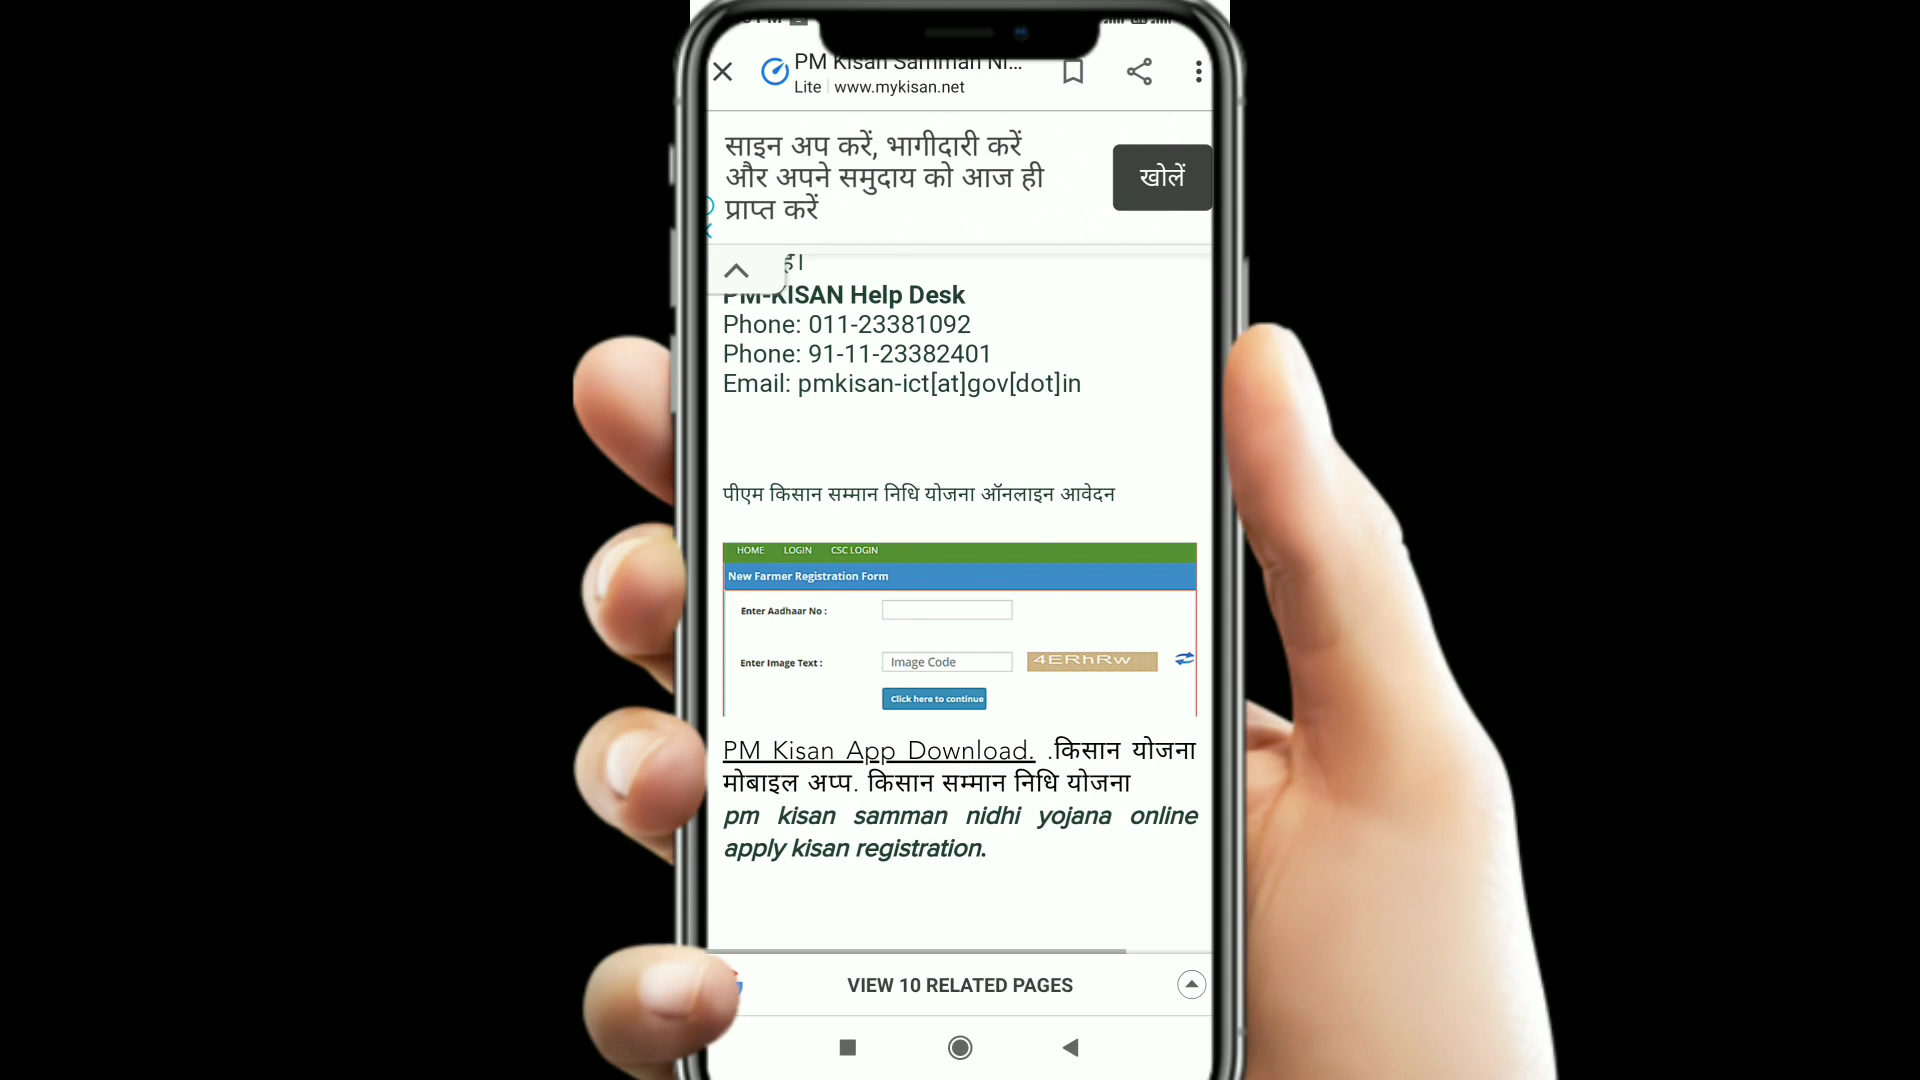 PM Kisan Samman Ni...
Lite www.mykisan.net
साइन अप करें, भागीदारी करें
और अपने समुदाय को आज ही
प्राप्त करें
खोलें
PM-KISAN Help Desk
Phone: 011-23381092
Phone: 91-11-23382401
Email: pmkisan-ict[at]gov[dot]in
पीएम किसान सम्मान निधि योजना ऑनलाइन आवेदन
HOME LOGIN CSC LOGIN
New Farmer Registration Form
Enter Aadhaar No :
Enter Image Text : Image Code 4ERhRw
Click here to continue
PM Kisan App Download. .किसान योजना
मोबाइल अप्प. किसान सम्मान निधि योजना
pm kisan samman nidhi yojana online
apply kisan registration.
VIEW 10 RELATED PAGES